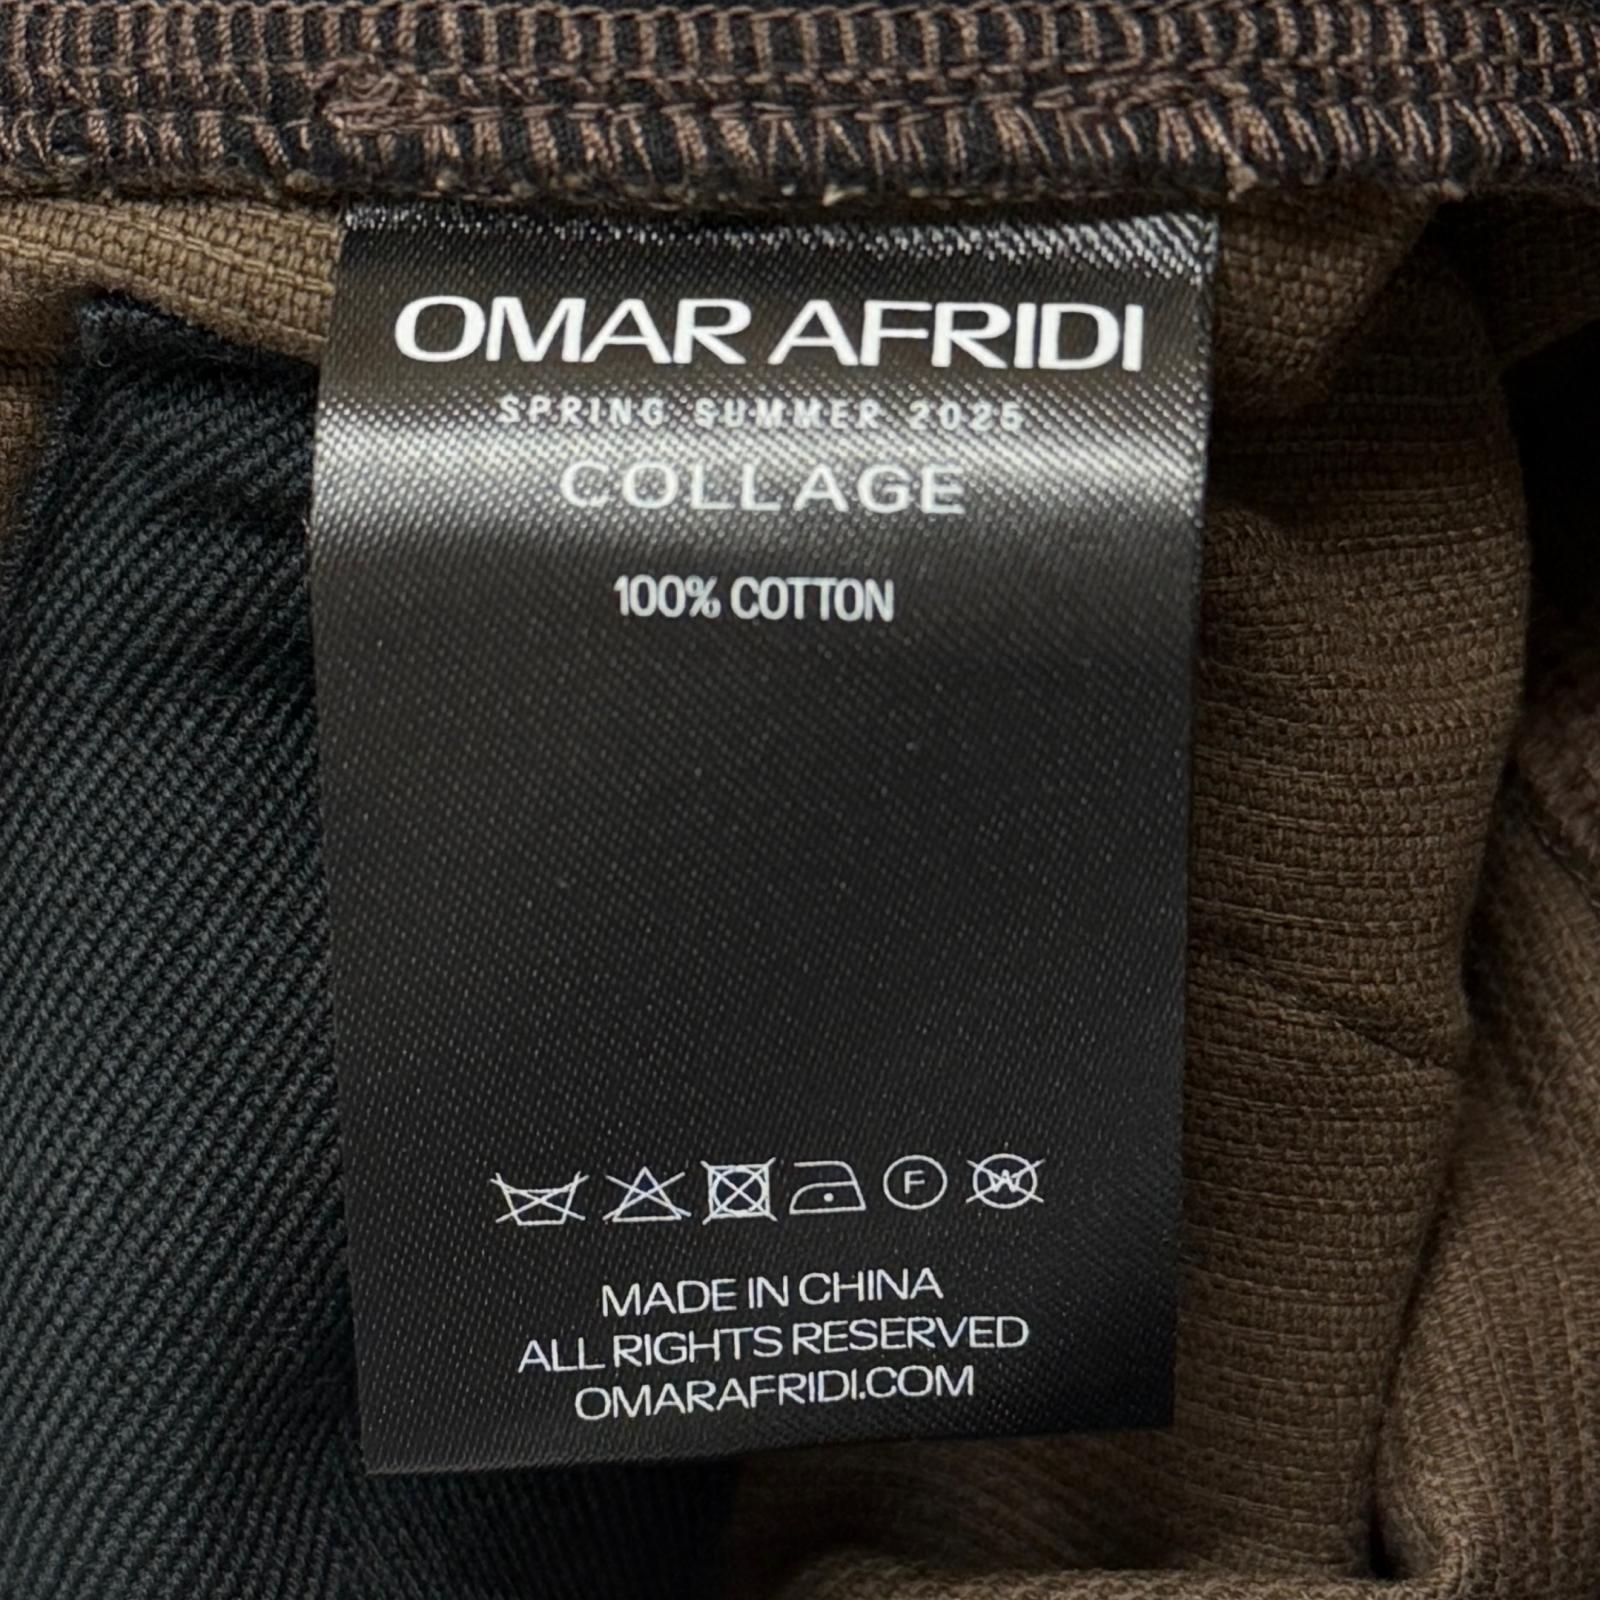 OMAR AFRIDI
SPRING SUMMER 2025
COLLAGE
100% COTTON
F W
MADE IN CHINA
ALL RIGHTS RESERVED
OMARAFRIDI.COM